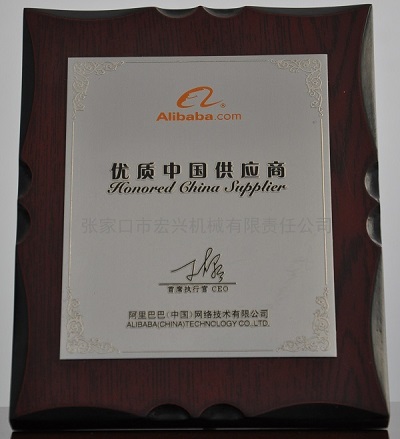 Alibaba.com
优质中国供应商
Honored China Supplier
张家口市宏兴机械有限责任公司
首席执行官 CEO
阿里巴巴(中国)网络技术有限公司
ALIBABA(CHINA)TECHNOLOGY CO.,LTD.